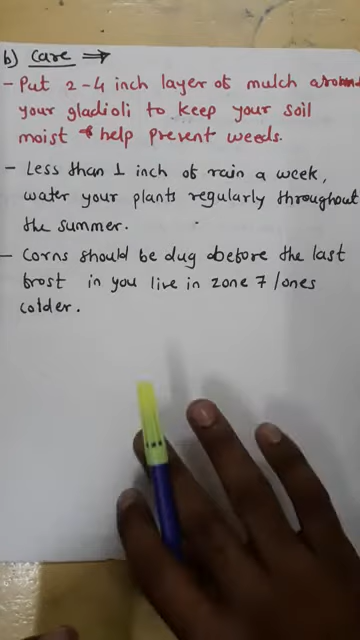 b) Care ⇒
- Put 2-4 inch layer of mulch around
your gladioli to keep your soil
moist & help prevent weeds.
- Less than 1 inch of rain a week,
water your plants regularly throughout
the summer.
- Corns should be dug obefore the last
frost in you live in zone 7/ones
colder.